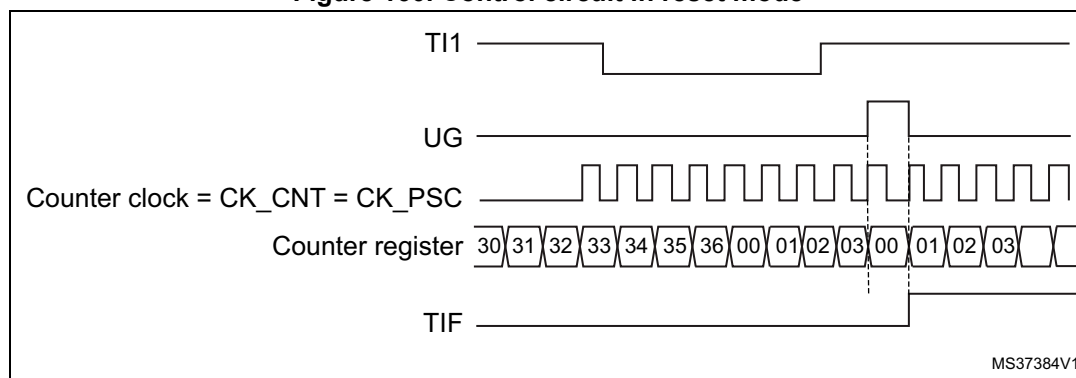 TI1
UG
Counter clock = CK_CNT = CK_PSC
Counter register 30 31 32 33 34 35 36 00 01 02 03 00 01 02 03
TIF
MS37384V1